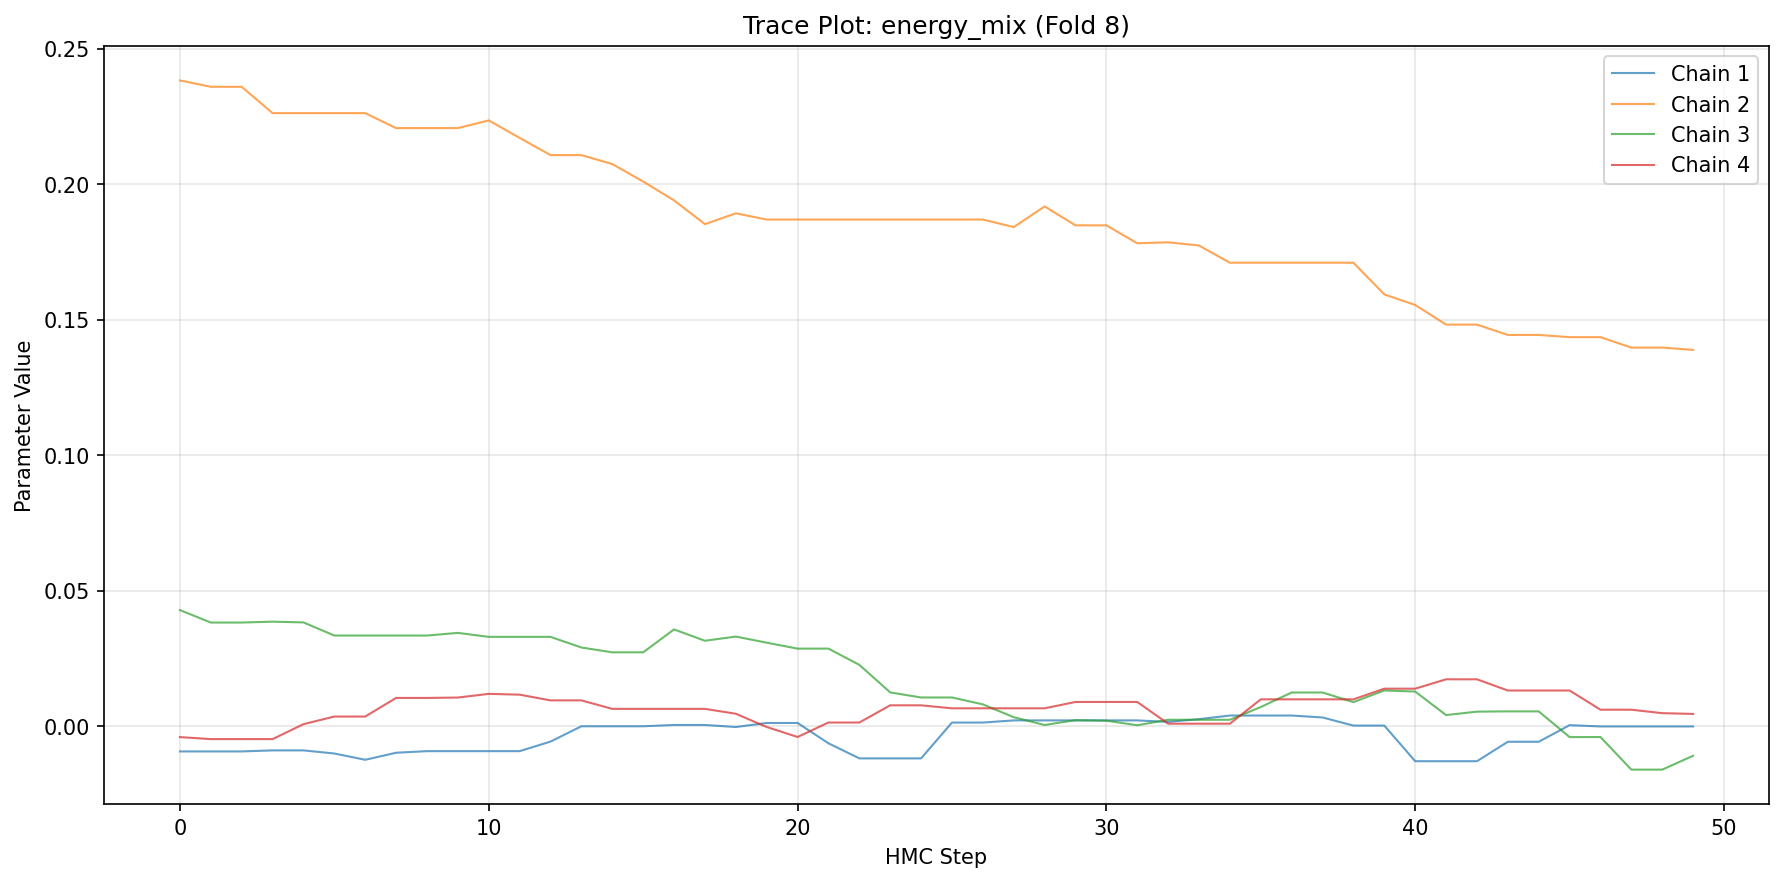 Trace Plot: energy_mix (Fold 8)
0.25
0.20
0.15
0.10
0.05
0.00
Parameter Value
Chain 1
Chain 2
Chain 3
Chain 4
0 10 20 30 40 50
HMC Step